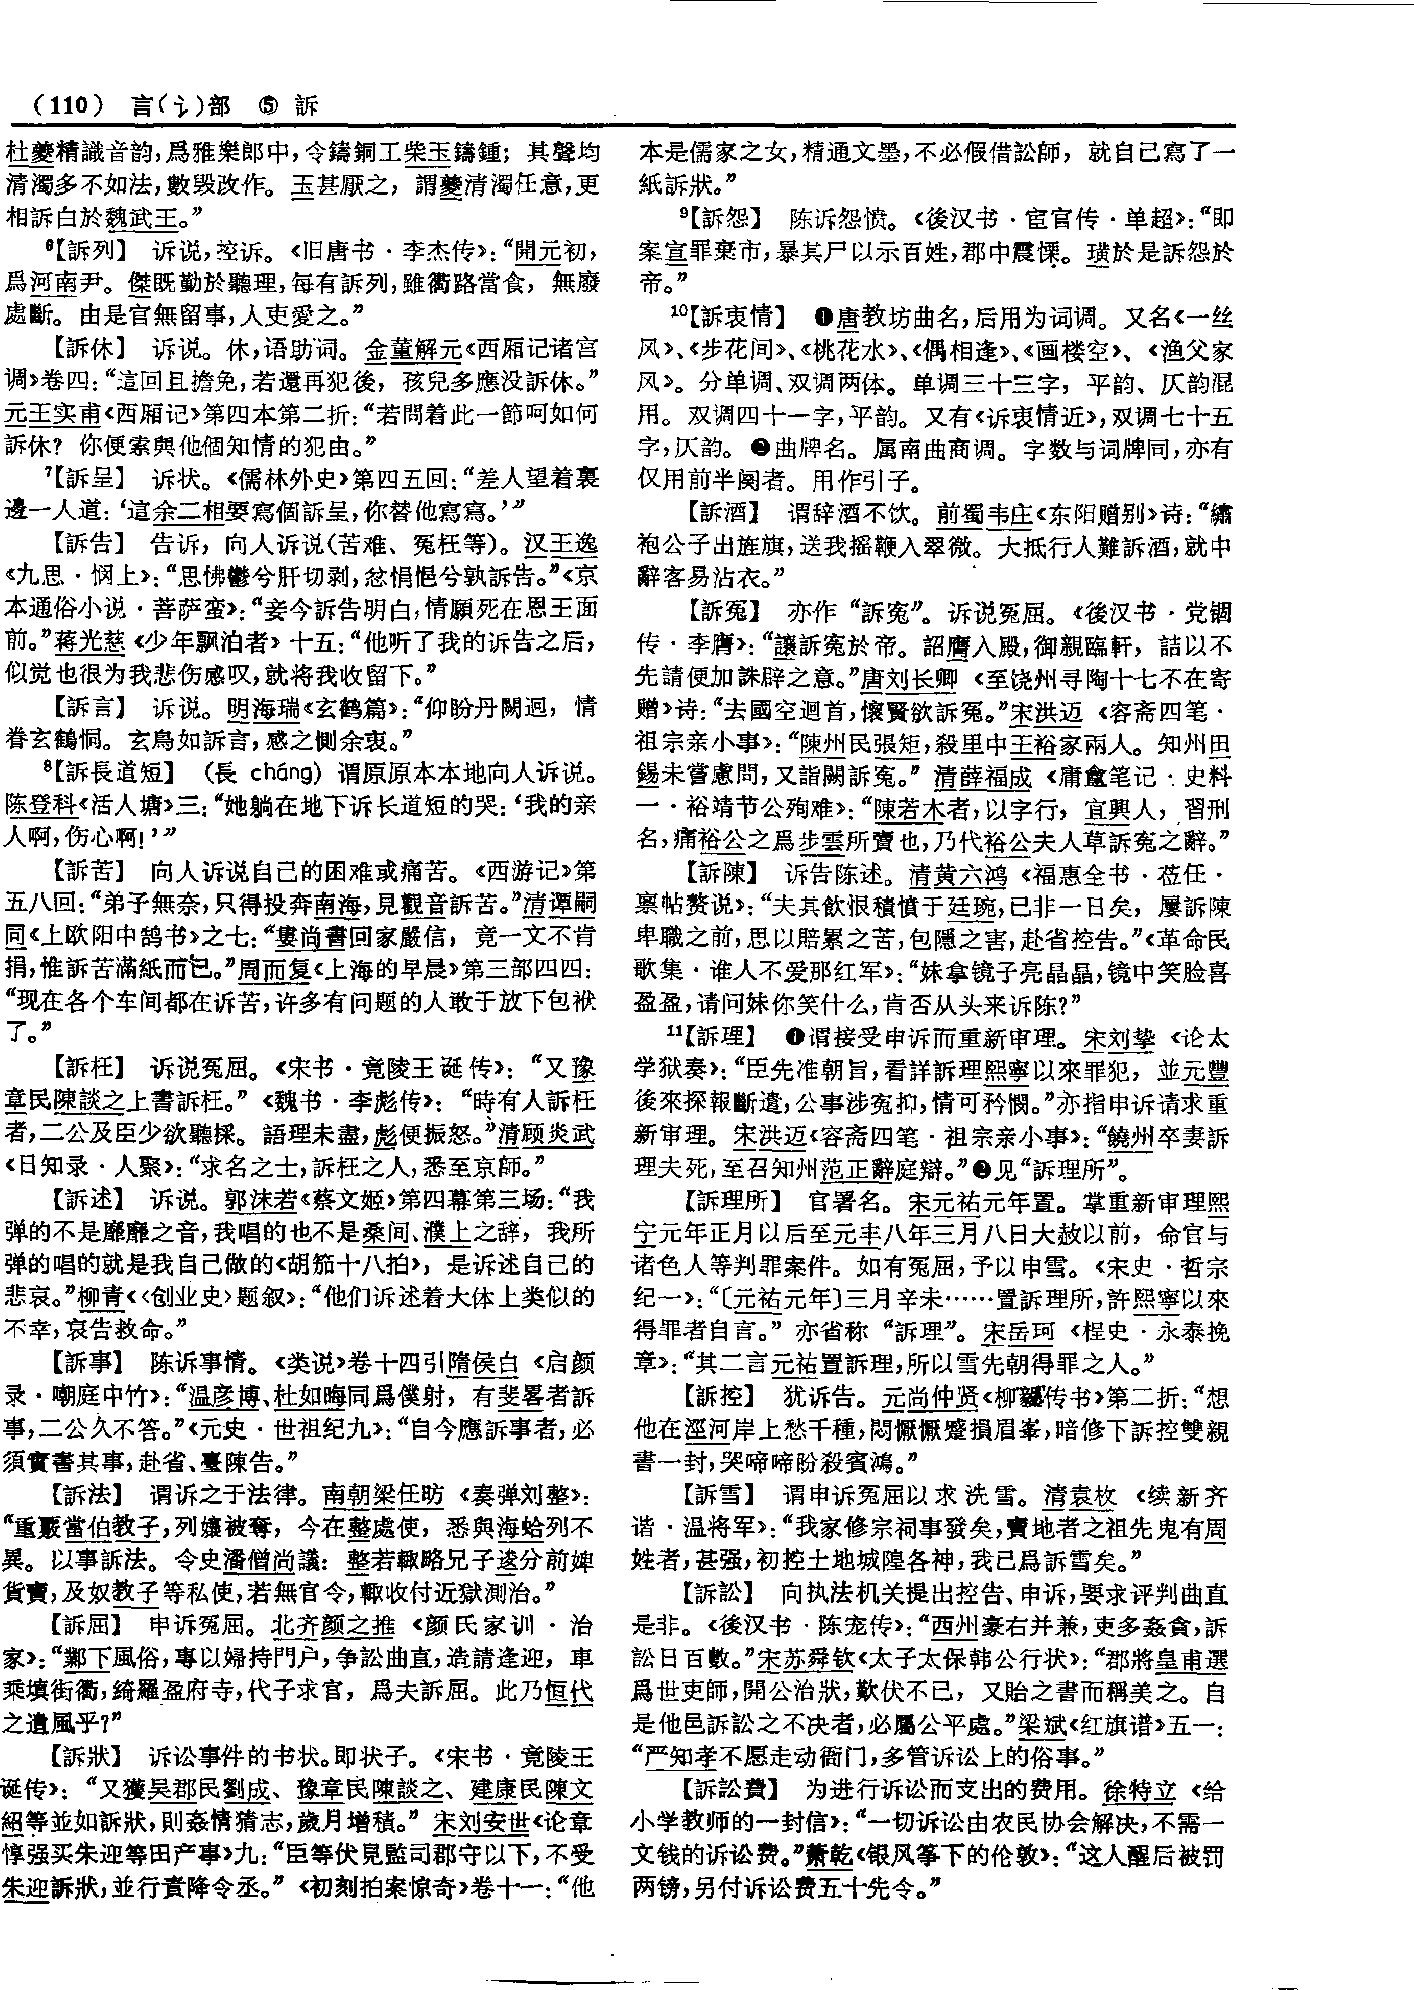 (110) 言(讠)部 ⑤ 訴
杜夔精識音韵,爲雅樂郎中,令鑄銅工柴玉鑄鍾; 其聲均
清濁多不如法,數毁改作。玉甚厭之, 謂夔清濁任意,更
相訴白於魏武王。”
⁶【訴列】 诉说,控诉。《旧唐书·李杰传》:“開元初,
爲河南尹。傑既勤於聽理,每有訴列,雖衢路當食, 無廢
處斷。由是官無留事,人吏愛之。”
【訴休】 诉说。休,语助词。金董解元《西厢记诸宫
调》卷四:“這回且擔免,若還再犯後, 孩兒多應没訴休。”
元王实甫《西厢记》第四本第二折:“若問着此一節呵如何
訴休? 你便索與他個知情的犯由。”
⁷【訴呈】 诉状。《儒林外史》第四五回:“差人望着裏
邊一人道:‘這余二相要寫個訴呈,你替他寫寫。’”
【訴告】 告诉, 向人诉说(苦难、冤枉等)。汉王逸
《九思·悯上》:“思怫鬱兮肝切剥,忿悁悒兮孰訴告。”《京
本通俗小说·菩萨蛮》:“妾今訴告明白,情願死在恩王面
前。”蒋光慈《少年飘泊者》十五:“他听了我的诉告之后,
似觉也很为我悲伤感叹,就将我收留下。”
【訴言】 诉说。明海瑞《玄鹤篇》:“仰盼丹闕迥, 情
眷玄鶴恫。玄鳥如訴言,感之惻余衷。”
⁸【訴長道短】 (長 cháng) 谓原原本本地向人诉说。
陈登科《活人塘》三:“她躺在地下诉长道短的哭:‘我的亲
人啊,伤心啊!’”
【訴苦】 向人诉说自己的困难或痛苦。《西游记》第
五八回:“弟子無奈,只得投奔南海,見觀音訴苦。”清谭嗣
同《上欧阳中鹄书》之七:“婁尚書回家嚴信, 竟一文不肯
捐,惟訴苦滿紙而已。”周而复《上海的早晨》第三部四四:
“现在各个车间都在诉苦,许多有问题的人敢于放下包袱
了。”
【訴枉】 诉说冤屈。《宋书·竟陵王诞传》: “又豫
章民陳談之上書訴枉。” 《魏书·李彪传》: “時有人訴枉
者,二公及臣少欲聽採。語理未盡,彪便振怒。”清顾炎武
《日知录·人聚》:“求名之士,訴枉之人,悉至京師。”
【訴述】 诉说。郭沫若《蔡文姬》第四幕第三场:“我
弹的不是靡靡之音,我唱的也不是桑间、濮上之辞, 我所
弹的唱的就是我自己做的《胡笳十八拍》, 是诉述自己的
悲哀。”柳青《〈创业史〉题叙》:“他们诉述着大体上类似的
不幸,哀告救命。”
【訴事】 陈诉事情。《类说》卷十四引隋侯白《启颜
录·嘲庭中竹》:“温彦博、杜如晦同爲僕射, 有斐畧者訴
事,二公久不答。”《元史·世祖纪九》:“自今應訴事者,必
須實書其事,赴省、臺陳告。”
【訴法】 谓诉之于法律。南朝梁任昉《奏弹刘整》:
“重覈當伯教子,列孃被奪, 今在整處使, 悉與海蛤列不
異。以事訴法。令史潘僧尚議: 整若輒略兄子逡分前婢
貨賣,及奴教子等私使,若無官令,輒收付近獄測治。”
【訴屈】 申诉冤屈。北齐颜之推《颜氏家训·治
家》:“鄴下風俗,專以婦持門户,争訟曲直,造請逢迎, 車
乘填街衢,綺羅盈府寺,代子求官, 爲夫訴屈。此乃恒代
之遺風乎?”
【訴狀】 诉讼事件的书状。即状子。《宋书·竟陵王
诞传》: “又獲吴郡民劉成、豫章民陳談之、建康民陳文
紹等並如訴狀,則姦情猜志,歲月增積。” 宋刘安世《论章
惇强买朱迎等田产事》九:“臣等伏見監司郡守以下,不受
朱迎訴狀,並行責降令丞。” 《初刻拍案惊奇》卷十一:“他
本是儒家之女,精通文墨,不必假借訟師, 就自己寫了一
紙訴狀。”
⁹【訴怨】 陈诉怨愤。《後汉书·宦官传·单超》:“即
案宣罪棄市,暴其尸以示百姓,郡中震慄。璜於是訴怨於
帝。”
¹⁰【訴衷情】 ❶唐教坊曲名,后用为词调。又名《一丝
风》、《步花间》、《桃花水》、《偶相逢》、《画楼空》、《渔父家
风》。分单调、双调两体。单调三十三字, 平韵、仄韵混
用。双调四十一字,平韵。又有《诉衷情近》,双调七十五
字,仄韵。❷曲牌名。属南曲商调。字数与词牌同,亦有
仅用前半阕者。用作引子。
【訴酒】 谓辞酒不饮。前蜀韦庄《东阳赠别》诗:“繡
袍公子出旌旗,送我摇鞭入翠微。大抵行人難訴酒,就中
辭客易沾衣。”
【訴冤】 亦作“訴寃”。诉说冤屈。《後汉书·党锢
传·李膺》:“讓訴寃於帝。詔膺入殿,御親臨軒, 詰以不
先請便加誅辟之意。”唐刘长卿《至饶州寻陶十七不在寄
赠》诗:“去國空迴首,懷賢欲訴冤。”宋洪迈《容斋四笔·
祖宗亲小事》:“陳州民張矩,殺里中王裕家兩人。知州田
錫未嘗慮問,又詣闕訴寃。” 清薛福成《庸盦笔记·史料
一·裕靖节公殉难》:“陳若木者,以字行, 宜興人, 習刑
名,痛裕公之爲步雲所賣也,乃代裕公夫人草訴寃之辭。”
【訴陳】 诉告陈述。清黄六鸿《福惠全书·莅任·
禀帖赘说》:“夫其飲恨積憤于廷琬,已非一日矣, 屢訴陳
卑職之前,思以賠累之苦,包隱之害,赴省控告。”《革命民
歌集·谁人不爱那红军》:“妹拿镜子亮晶晶,镜中笑脸喜
盈盈,请问妹你笑什么,肯否从头来诉陈?”
¹¹【訴理】 ❶谓接受申诉而重新审理。宋刘挚《论太
学狱奏》:“臣先准朝旨,看詳訴理熙寧以來罪犯, 並元豐
後來探報斷遣,公事涉冤抑,情可矜憫。”亦指申诉请求重
新审理。宋洪迈《容斋四笔·祖宗亲小事》:“饒州卒妻訴
理夫死,至召知州范正辭庭辯。”❷见“訴理所”。
【訴理所】 官署名。宋元祐元年置。掌重新审理熙
宁元年正月以后至元丰八年三月八日大赦以前, 命官与
诸色人等判罪案件。如有冤屈,予以申雪。《宋史·哲宗
纪一》:“〔元祐元年〕三月辛未……置訴理所,許熙寧以來
得罪者自言。” 亦省称“訴理”。宋岳珂《桯史·永泰挽
章》:“其二言元祐置訴理,所以雪先朝得罪之人。”
【訴控】 犹诉告。元尚仲贤《柳毅传书》第二折:“想
他在涇河岸上愁千種,悶懨懨蹙損眉峯,暗修下訴控雙親
書一封,哭啼啼盼殺賓鴻。”
【訴雪】 谓申诉冤屈以求洗雪。清袁枚《续新齐
谐·温将军》:“我家修宗祠事發矣,賣地者之祖先鬼有周
姓者,甚强,初控土地城隍各神,我已爲訴雪矣。”
【訴訟】 向执法机关提出控告、申诉,要求评判曲直
是非。《後汉书·陈宠传》:“西州豪右并兼,吏多姦貪,訴
訟日百數。”宋苏舜钦《太子太保韩公行状》:“郡將皇甫選
爲世吏師,開公治狀,歎伏不已, 又貽之書而稱美之。自
是他邑訴訟之不决者,必屬公平處。”梁斌《红旗谱》五一:
“严知孝不愿走动衙门,多管诉讼上的俗事。”
【訴訟費】 为进行诉讼而支出的费用。徐特立《给
小学教师的一封信》:“一切诉讼由农民协会解决,不需一
文钱的诉讼费。”萧乾《银风筝下的伦敦》:“这人醒后被罚
两镑,另付诉讼费五十先令。”